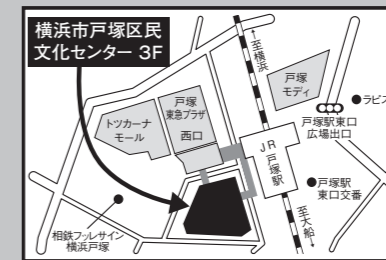 横浜市戸塚区民
文化センター 3F
←至横浜
戸塚
モディ
ラビス
戸塚駅東口
広場出口
戸塚
東急プラザ
西口
トツカーナ
モール
JR
戸塚駅
戸塚駅
東口交番
至大船→
相鉄フレサイン
横浜戸塚